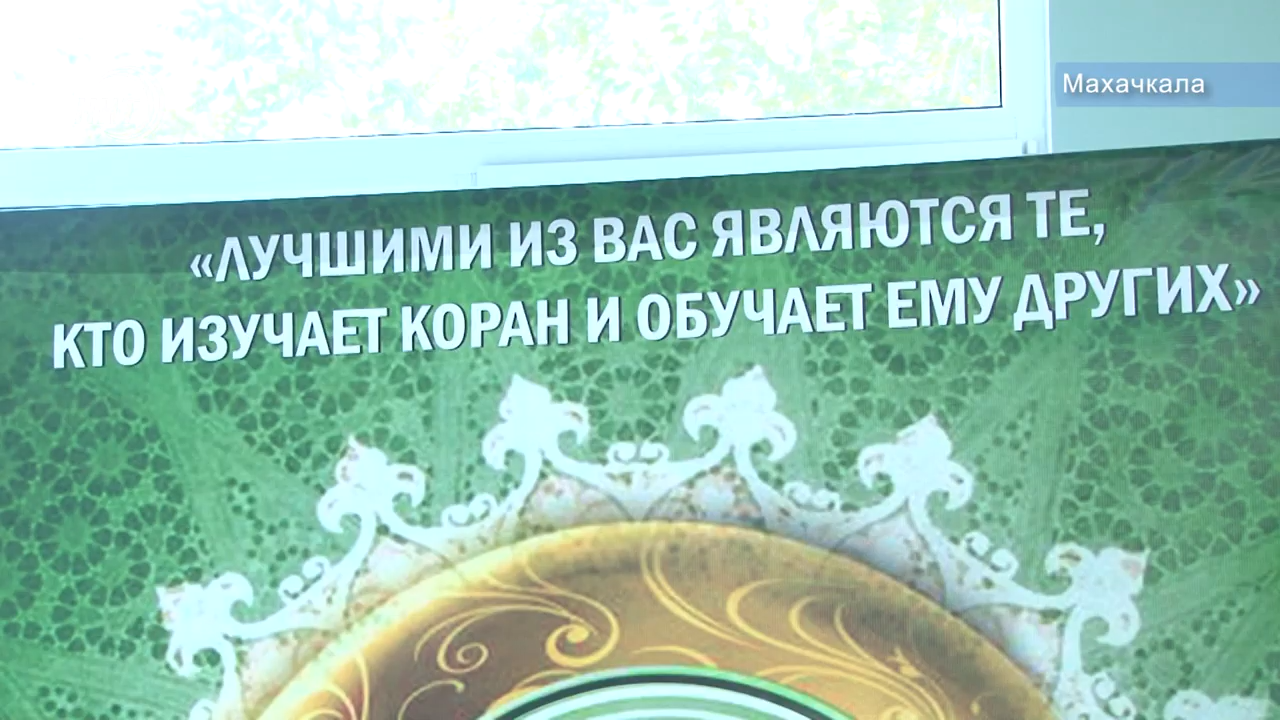 Махачкала
«ЛУЧШИМИ ИЗ ВАС ЯВЛЯЮТСЯ ТЕ,
КТО ИЗУЧАЕТ КОРАН И ОБУЧАЕТ ЕМУ ДРУГИХ»